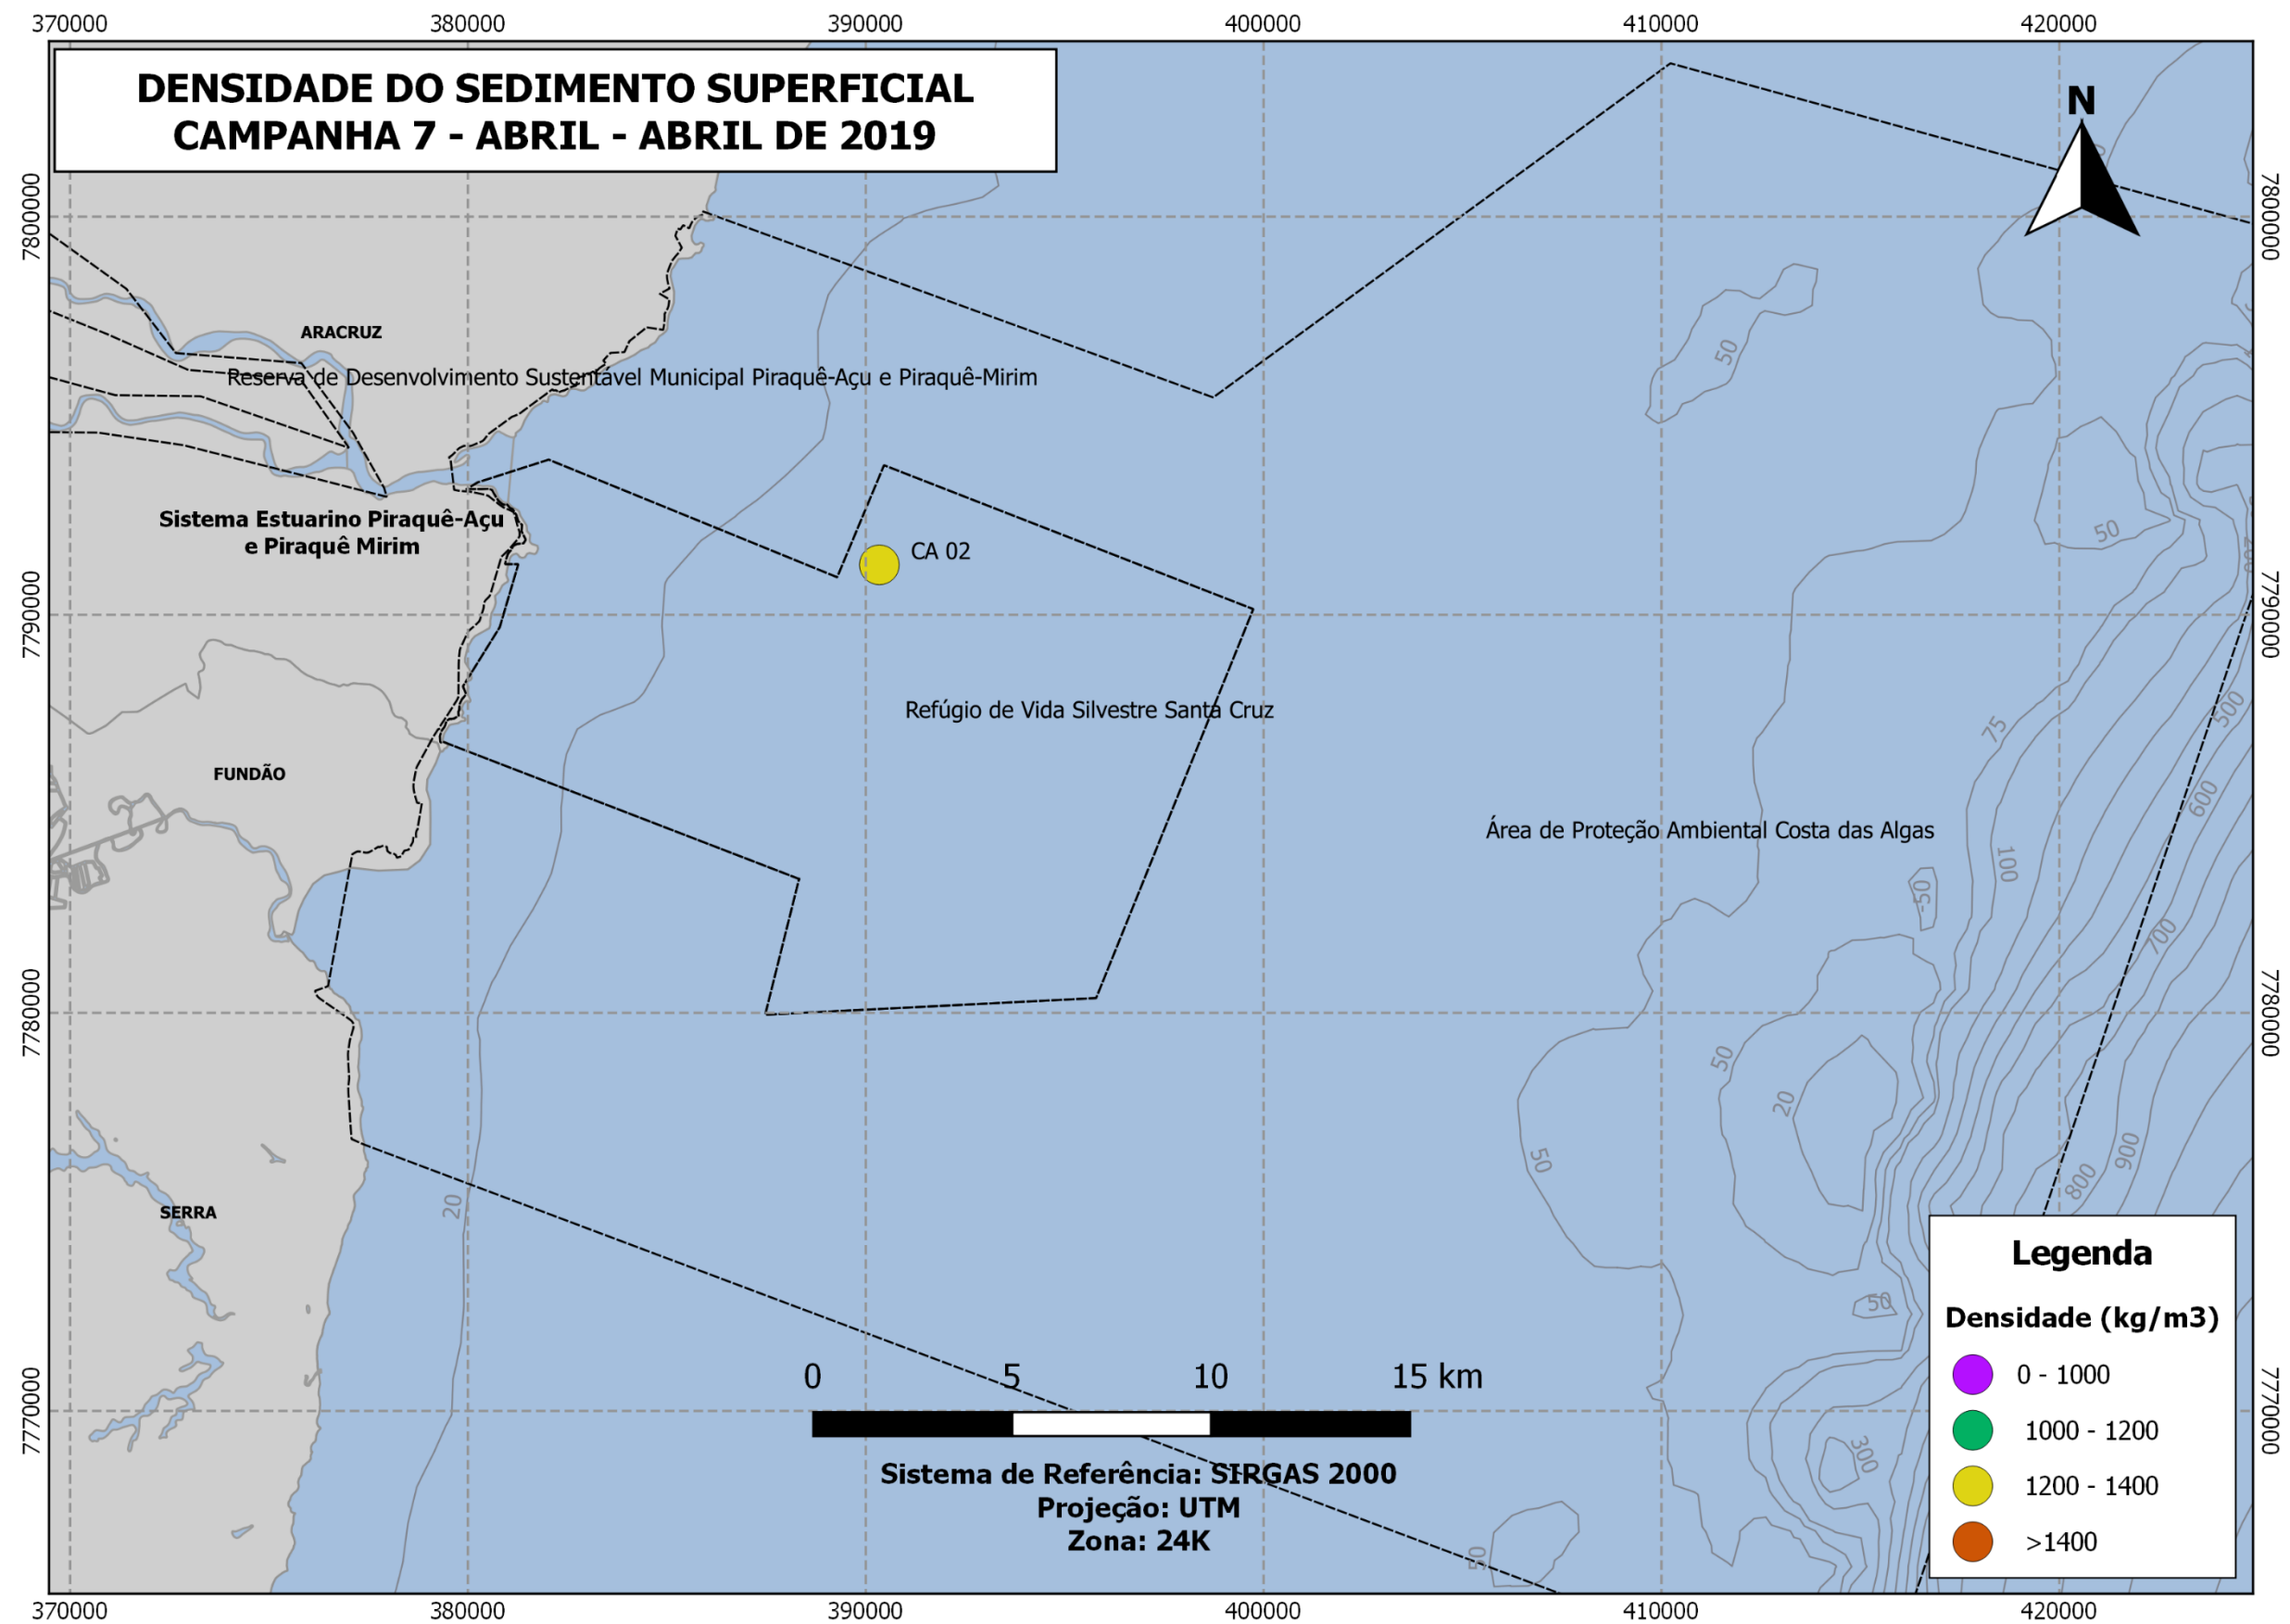 370000 380000 390000 400000 410000 420000
DENSIDADE DO SEDIMENTO SUPERFICIAL
CAMPANHA 7 - ABRIL - ABRIL DE 2019
N
7800000 7800000
ARACRUZ
50
Reserva de Desenvolvimento Sustentável Municipal Piraquê-Açu e Piraquê-Mirim
Sistema Estuarino Piraquê-Açu
e Piraquê Mirim
50
CA 02
7790000 7790000
Refúgio de Vida Silvestre Santa Cruz
500
75
FUNDÃO
600
Área de Proteção Ambiental Costa das Algas
100
-50
700
7780000 7780000
50
20
50
900
800
20
SERRA
50
Legenda
Densidade (kg/m3)
0 - 1000
1000 - 1200
1200 - 1400
>1400
0 5 10 15 km
7770000 7770000
300
Sistema de Referência: SIRGAS 2000
Projeção: UTM
Zona: 24K
50
370000 380000 390000 400000 410000 420000